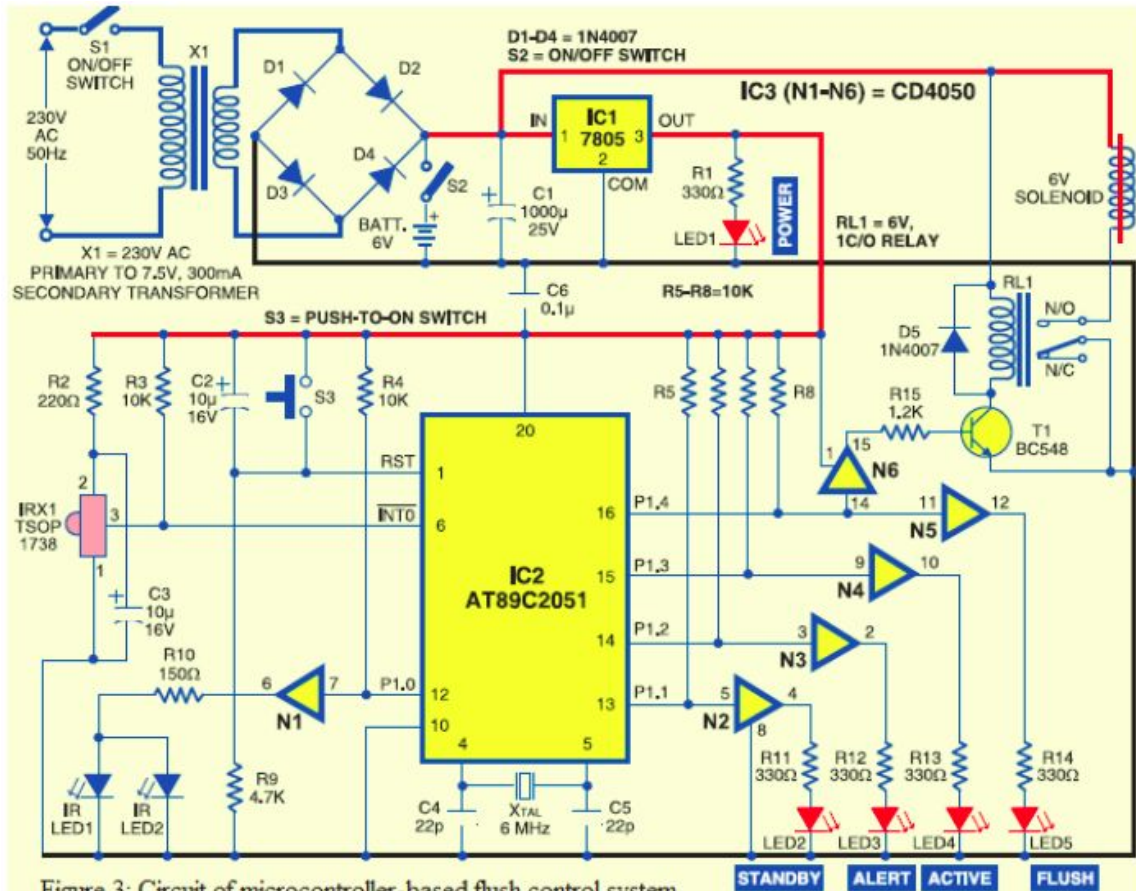 S1
ON/OFF
SWITCH
X1
230V
AC
50Hz
X1 = 230V AC
PRIMARY TO 7.5V, 300mA
SECONDARY TRANSFORMER
D1
D2
D3
D4
D1-D4 = 1N4007
S2 = ON/OFF SWITCH
IC3 (N1-N6) = CD4050
S2
BATT.
6V
+
+
C1
1000µ
25V
IN
1
IC1
7805
3
OUT
2
COM
R1
330Ω
LED1
POWER
6V
SOLENOID
RL1 = 6V,
1C/O RELAY
C6
0.1µ
R5-R8=10K
S3 = PUSH-TO-ON SWITCH
RL1
N/O
N/C
D5
1N4007
R2
220Ω
R3
10K
C2
10µ
16V
+
S3
R4
10K
R5
R8
R15
1.2K
T1
BC548
1
15
N6
14
20
RST
1
INT0
6
IC2
AT89C2051
IRX1
TSOP
1738
2
3
1
+
C3
10µ
16V
16
P1.4
11
12
N5
15
P1.3
9
10
N4
14
P1.2
3
2
N3
13
P1.1
5
4
N2
8
R10
150Ω
6
7
N1
P1.0
12
10
4
5
IR
LED1
IR
LED2
R9
4.7K
C4
22p
XTAL
6 MHz
C5
22p
R11
330Ω
R12
330Ω
R13
330Ω
R14
330Ω
LED2
LED3
LED4
LED5
STANDBY
ALERT
ACTIVE
FLUSH
Figure 3: Circuit of microcontroller-based flush control system